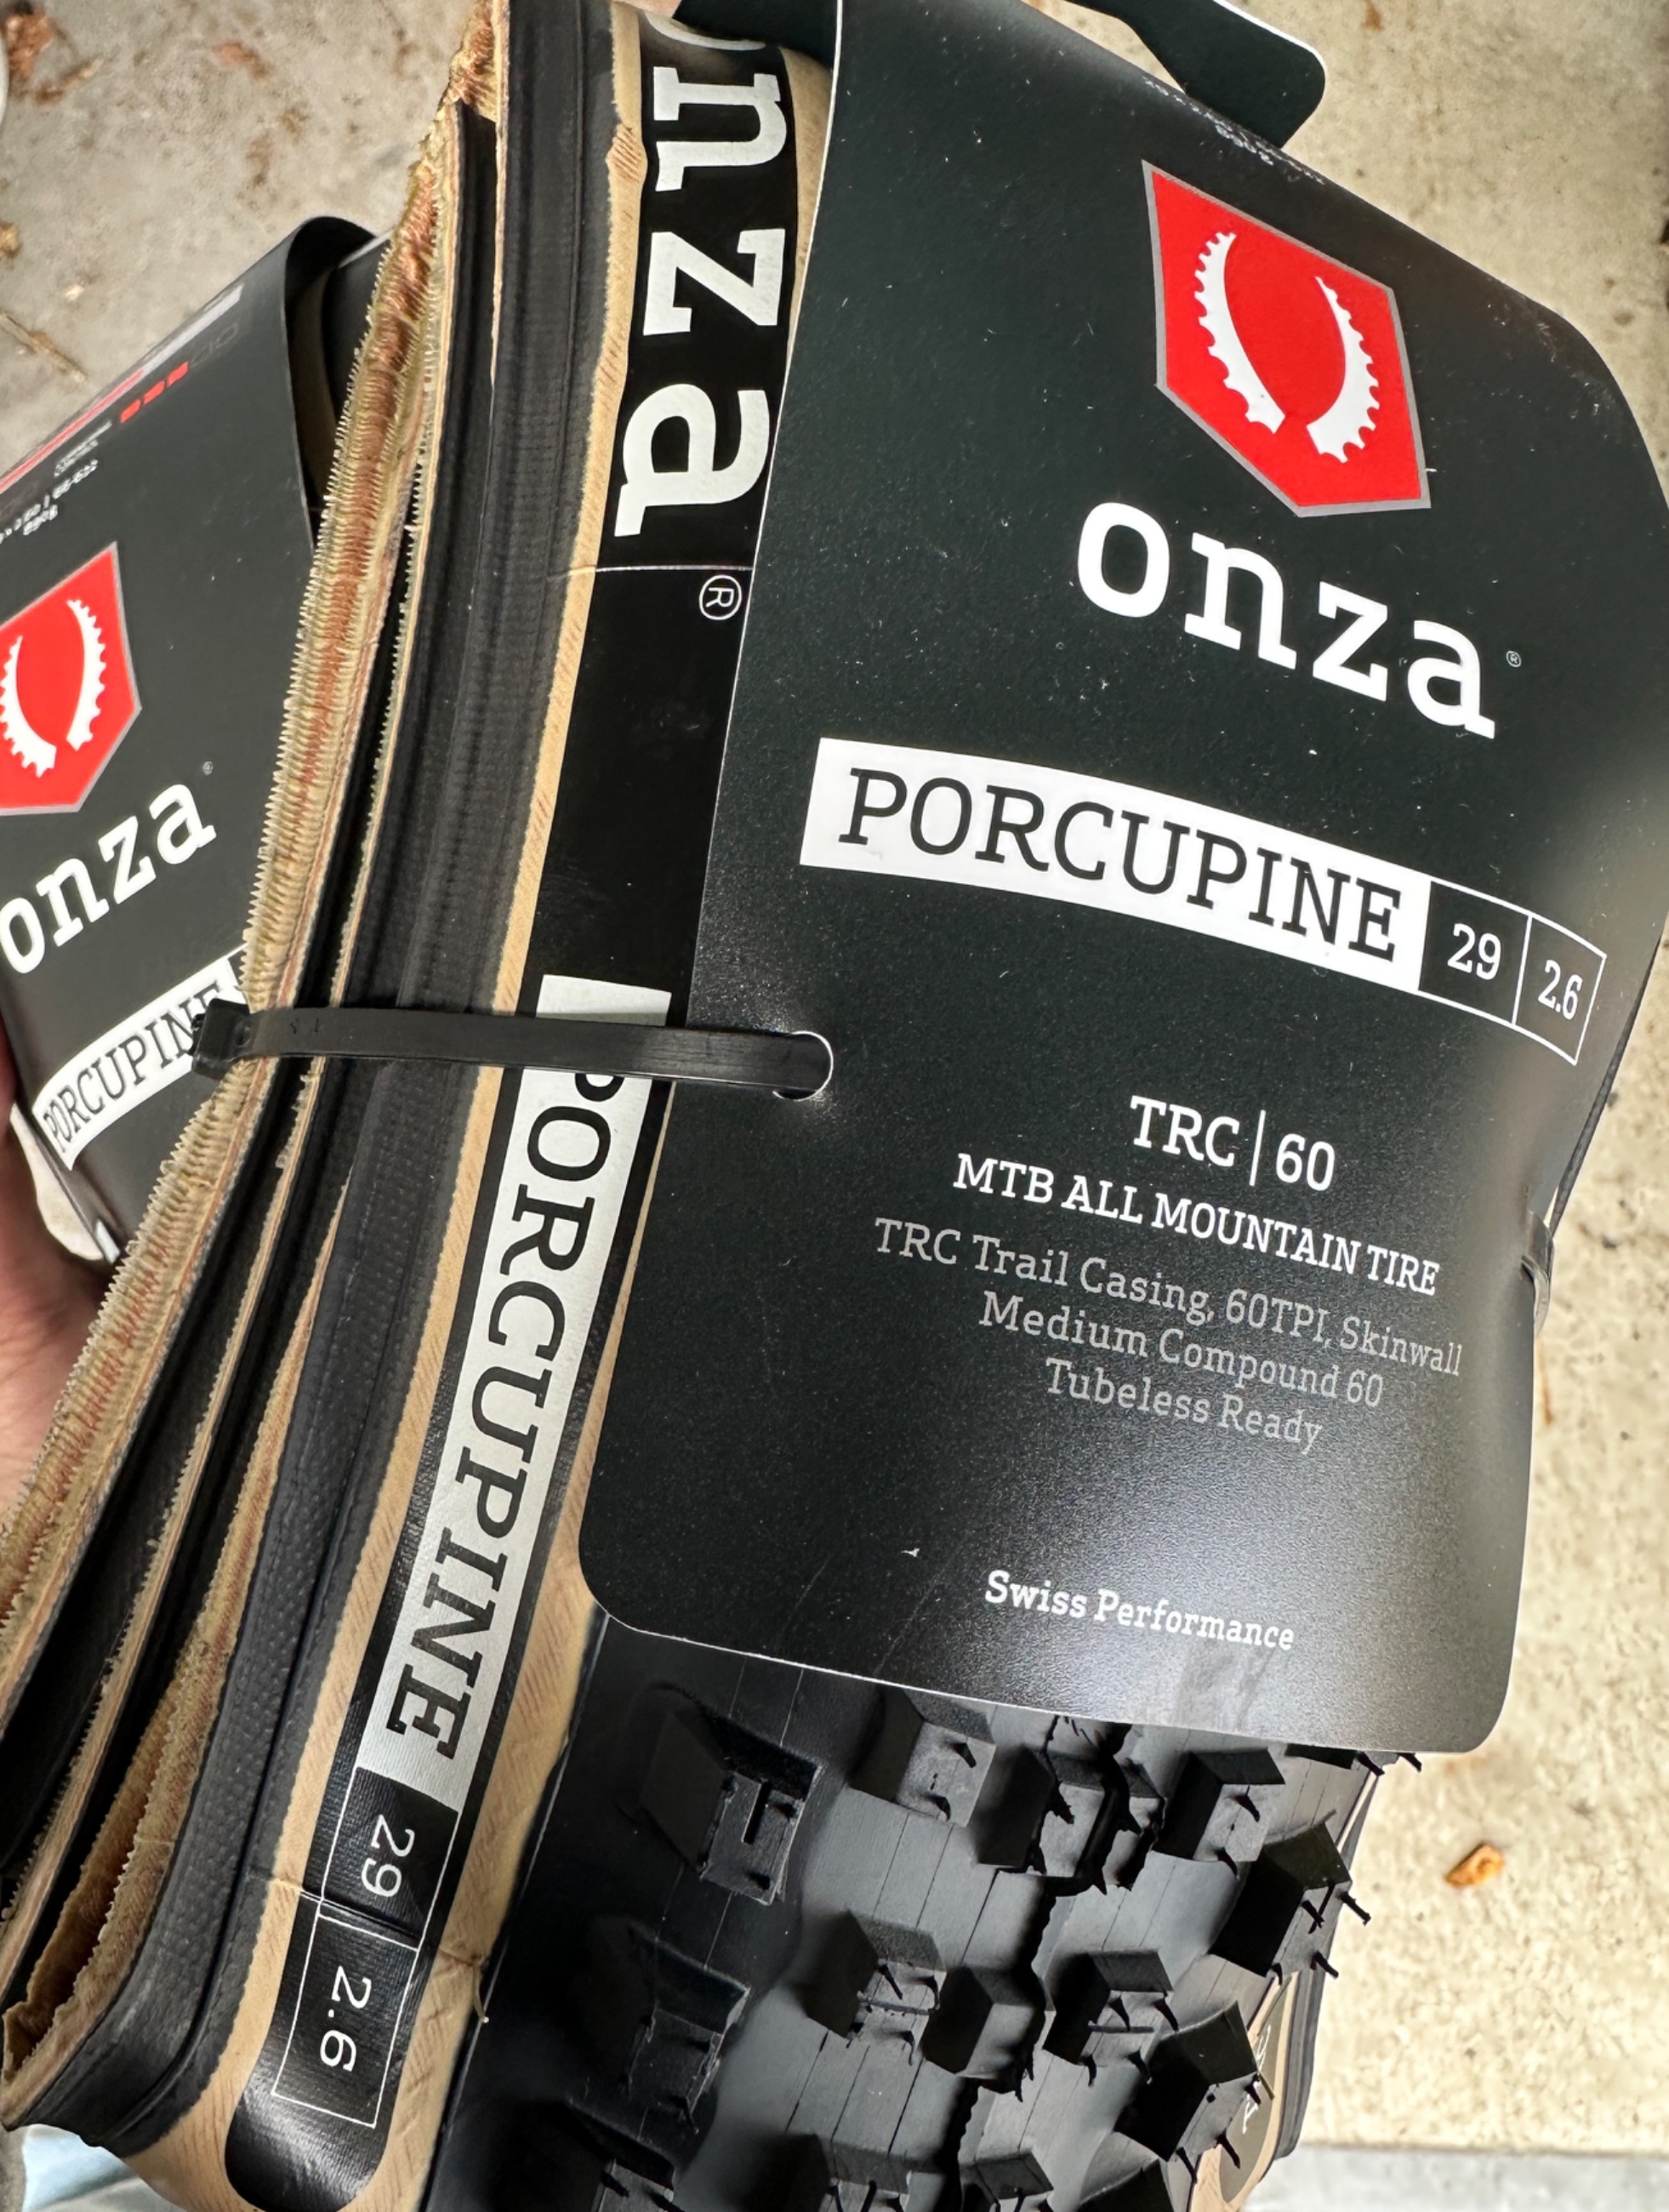 onza®
PORCUPINE 29 2.6
TRC|60
MTB ALL MOUNTAIN TIRE
TRC Trail Casing, 60TPI, Skinwall
Medium Compound 60
Tubeless Ready
Swiss Performance
onza®
PORCUPINE 29 2.6
onza®
PORCUPINE